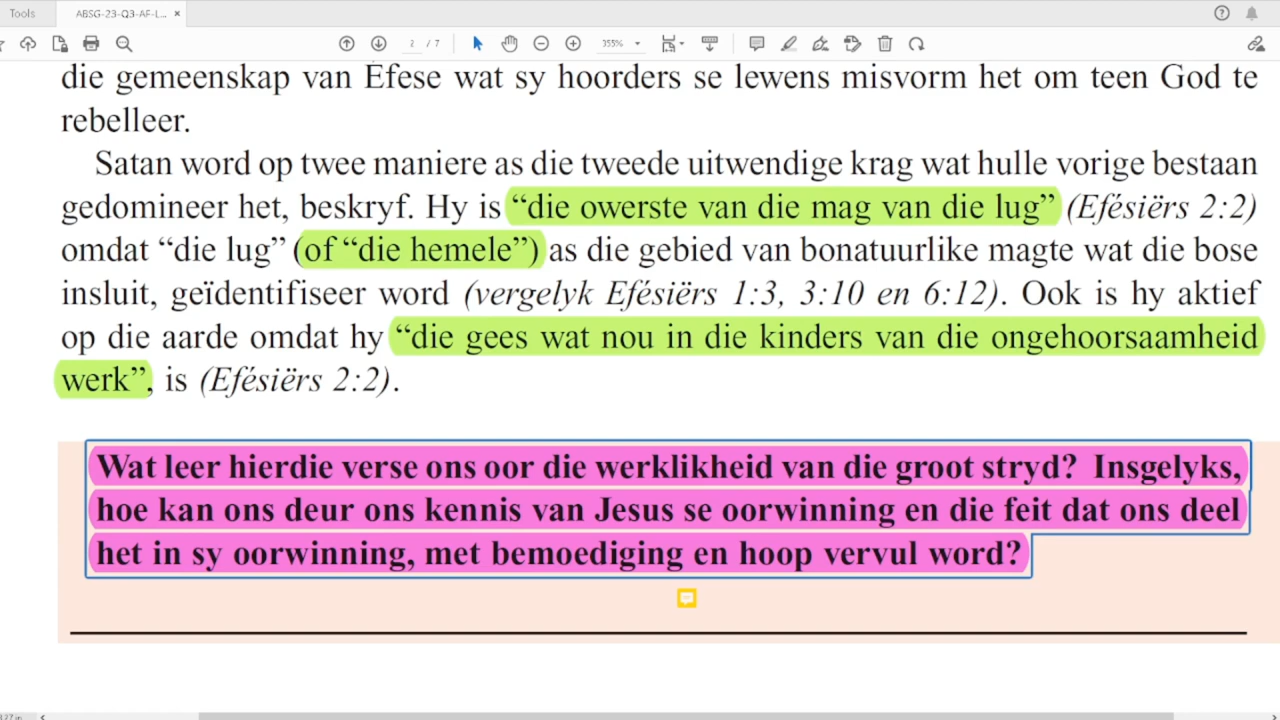 Tools
ABSG-23-Q3-AF-L... ×
2 / 7
355%
die gemeenskap van Efese wat sy hoorders se lewens misvorm het om teen God te
rebelleer.
Satan word op twee maniere as die tweede uitwendige krag wat hulle vorige bestaan
gedomineer het, beskryf. Hy is “die owerste van die mag van die lug” (Efésiërs 2:2)
omdat “die lug” (of “die hemele”) as die gebied van bonatuurlike magte wat die bose
insluit, geïdentifiseer word (vergelyk Efésiërs 1:3, 3:10 en 6:12). Ook is hy aktief
op die aarde omdat hy “die gees wat nou in die kinders van die ongehoorsaamheid
werk”, is (Efésiërs 2:2).
Wat leer hierdie verse ons oor die werklikheid van die groot stryd? Insgelyks,
hoe kan ons deur ons kennis van Jesus se oorwinning en die feit dat ons deel
het in sy oorwinning, met bemoediging en hoop vervul word?